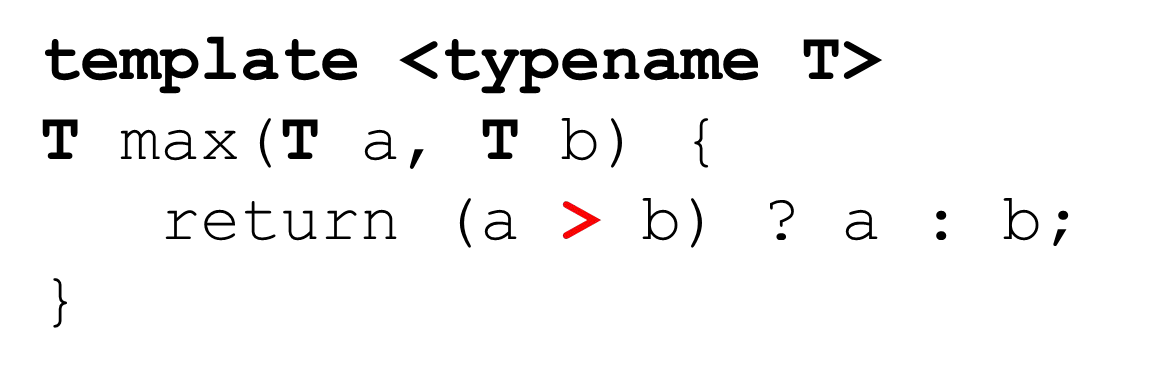 template <typename T>
T max(T a, T b) {
   return (a > b) ? a : b;
}